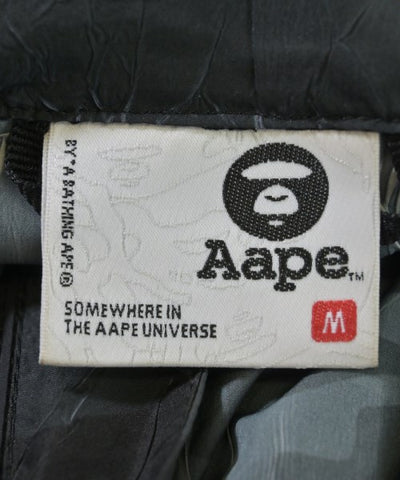 BY*A BATHING APE®
Aape™
SOMEWHERE IN
THE AAPE UNIVERSE
M